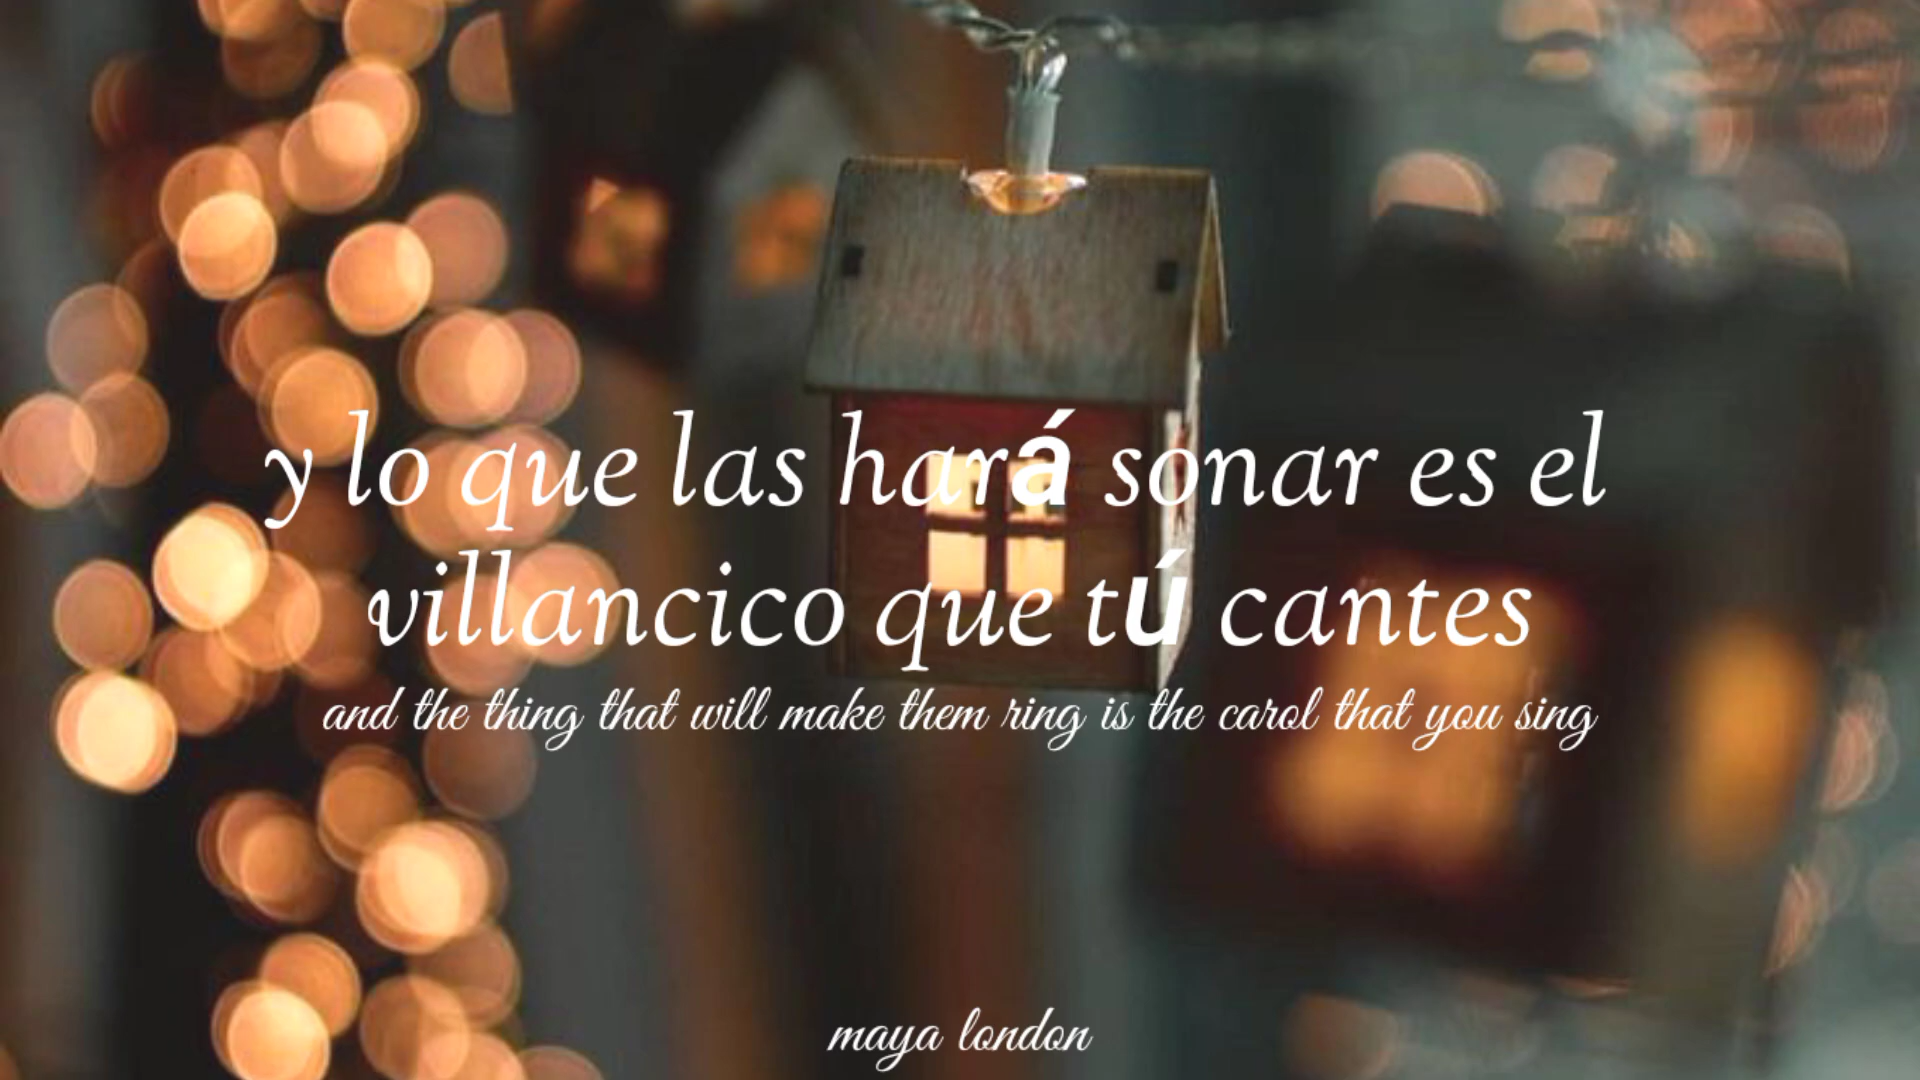 y lo que las hará sonar es el
villancico que tú cantes
and the thing that will make them ring is the carol that you sing
maya london